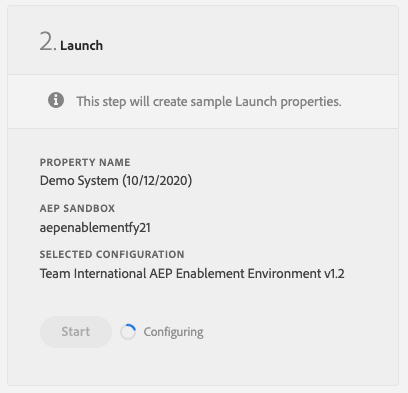 2. Launch
This step will create sample Launch properties.
PROPERTY NAME
Demo System (10/12/2020)
AEP SANDBOX
aepenablementfy21
SELECTED CONFIGURATION
Team International AEP Enablement Environment v1.2
Start Configuring